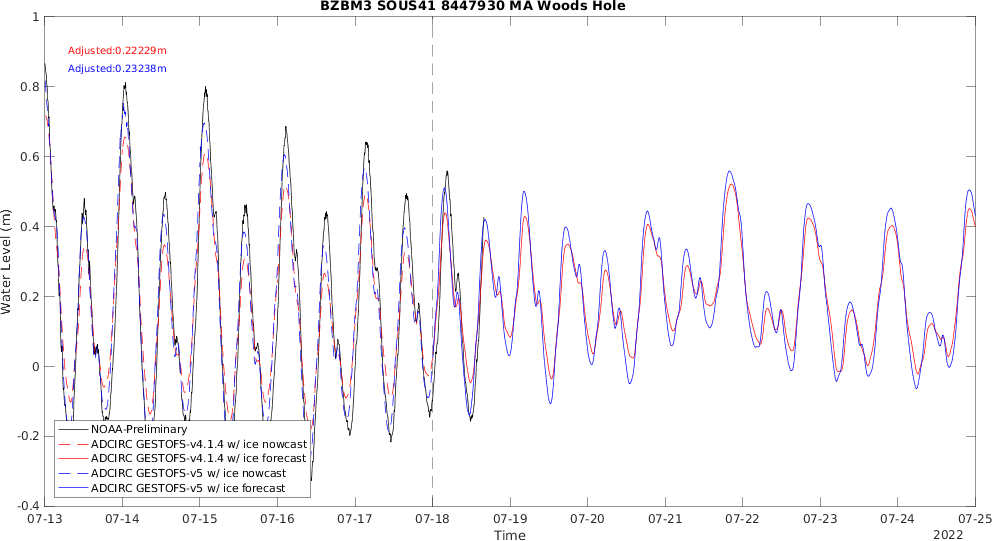 BZBM3 SOUS41 8447930 MA Woods Hole
Adjusted:0.22229m
Adjusted:0.23238m
Water Level (m)
1
0.8
0.6
0.4
0.2
0
-0.2
-0.4
NOAA-Preliminary
ADCIRC GESTOFS-v4.1.4 w/ ice nowcast
ADCIRC GESTOFS-v4.1.4 w/ ice forecast
ADCIRC GESTOFS-v5 w/ ice nowcast
ADCIRC GESTOFS-v5 w/ ice forecast
07-13 07-14 07-15 07-16 07-17 07-18 07-19 07-20 07-21 07-22 07-23 07-24 07-25
Time
2022